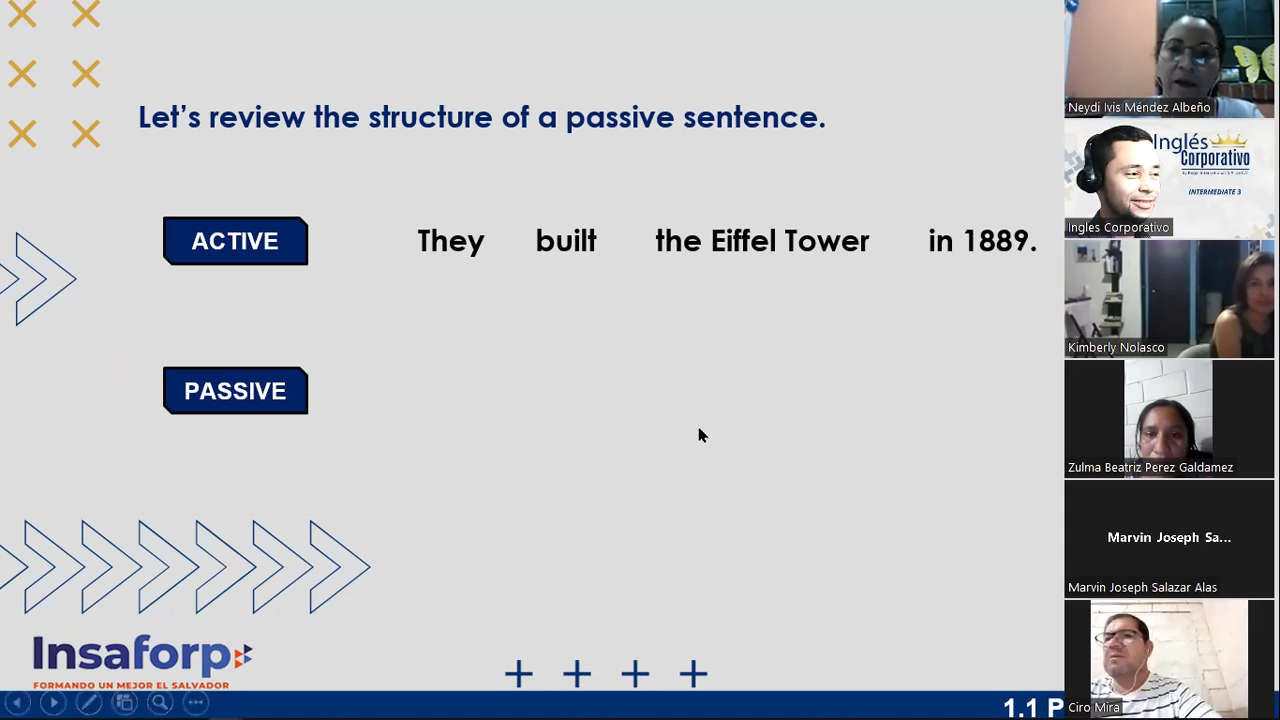 Let's review the structure of a passive sentence.
ACTIVE
They built the Eiffel Tower in 1889.
PASSIVE
Insaforp
FORMANDO UN MEJOR EL SALVADOR
1.1 P
Neydi Ivis Méndez Albeño
Inglés
Corporativo
INTERMEDIATE 3
Ingles Corporativo
Kimberly Nolasco
Zulma Beatriz Perez Galdamez
Marvin Joseph Sa...
Marvin Joseph Salazar Alas
Ciro Mira